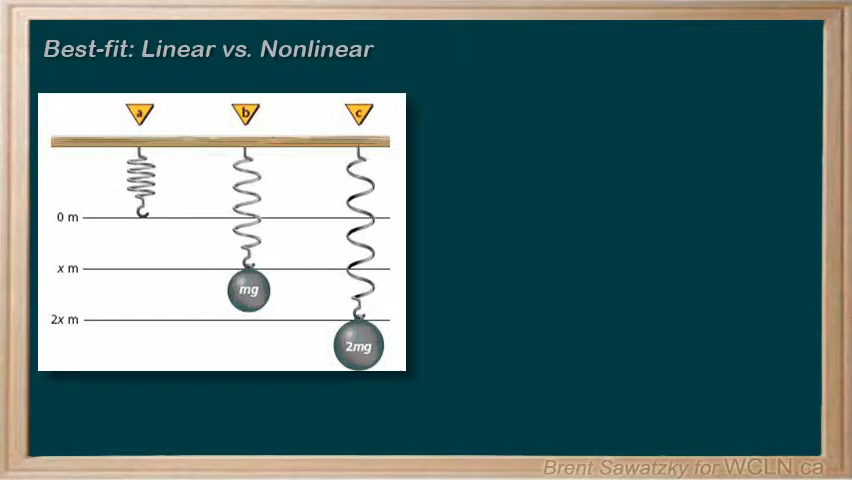 Best-fit: Linear vs. Nonlinear
a b c
0 m
x m
mg
2x m
2mg
Brent Sawatzky for WCLN.ca